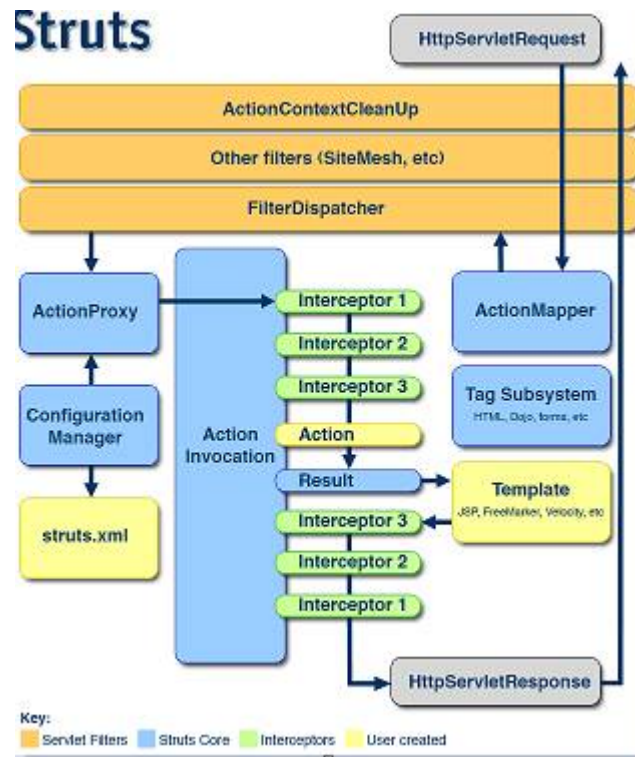 Struts
HttpServletRequest
ActionContextCleanUp
Other filters (SiteMesh, etc)
FilterDispatcher
ActionProxy
Interceptor 1
ActionMapper
Interceptor 2
Interceptor 3
Tag Subsystem
HTML, Dojo, forms, etc
Configuration
Manager
Action
Invocation
Action
Result
Template
JSP, FreeMarker, Velocity, etc
struts.xml
Interceptor 3
Interceptor 2
Interceptor 1
HttpServletResponse
Key:
Servlet Filters
Struts Core
Interceptors
User created